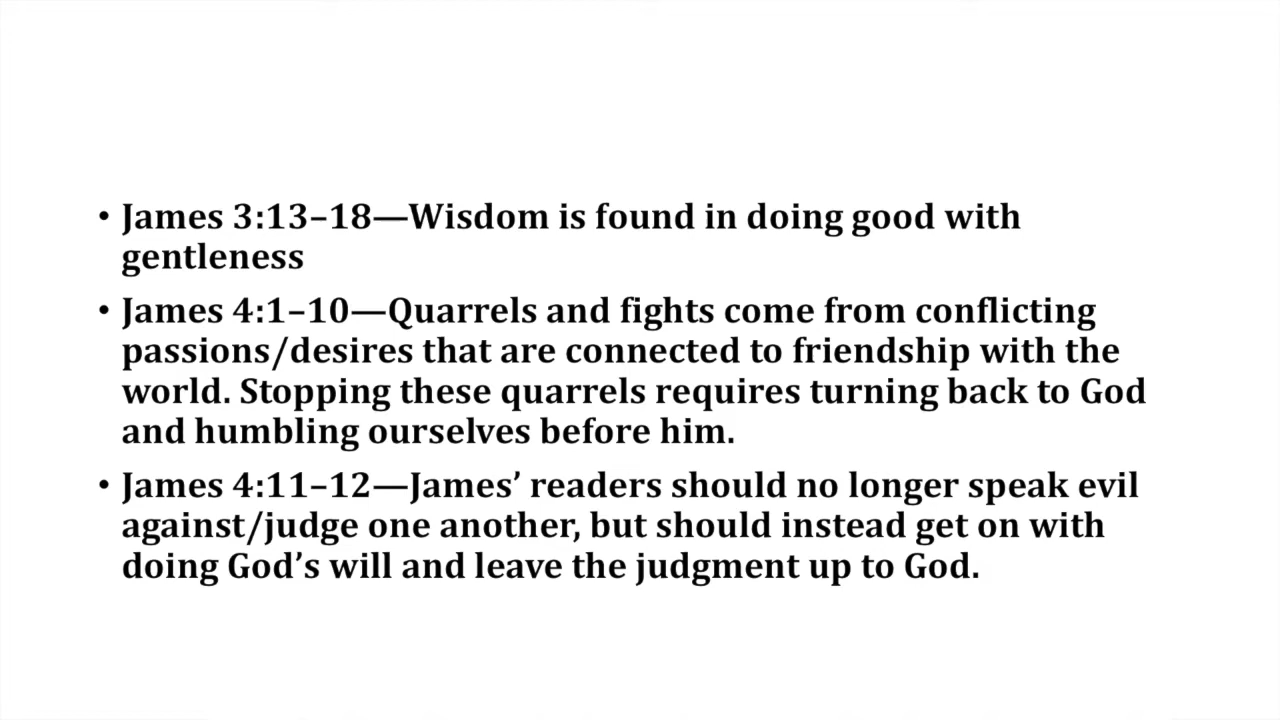 • James 3:13–18—Wisdom is found in doing good with
gentleness
• James 4:1–10—Quarrels and fights come from conflicting
passions/desires that are connected to friendship with the
world. Stopping these quarrels requires turning back to God
and humbling ourselves before him.
• James 4:11–12—James’ readers should no longer speak evil
against/judge one another, but should instead get on with
doing God’s will and leave the judgment up to God.